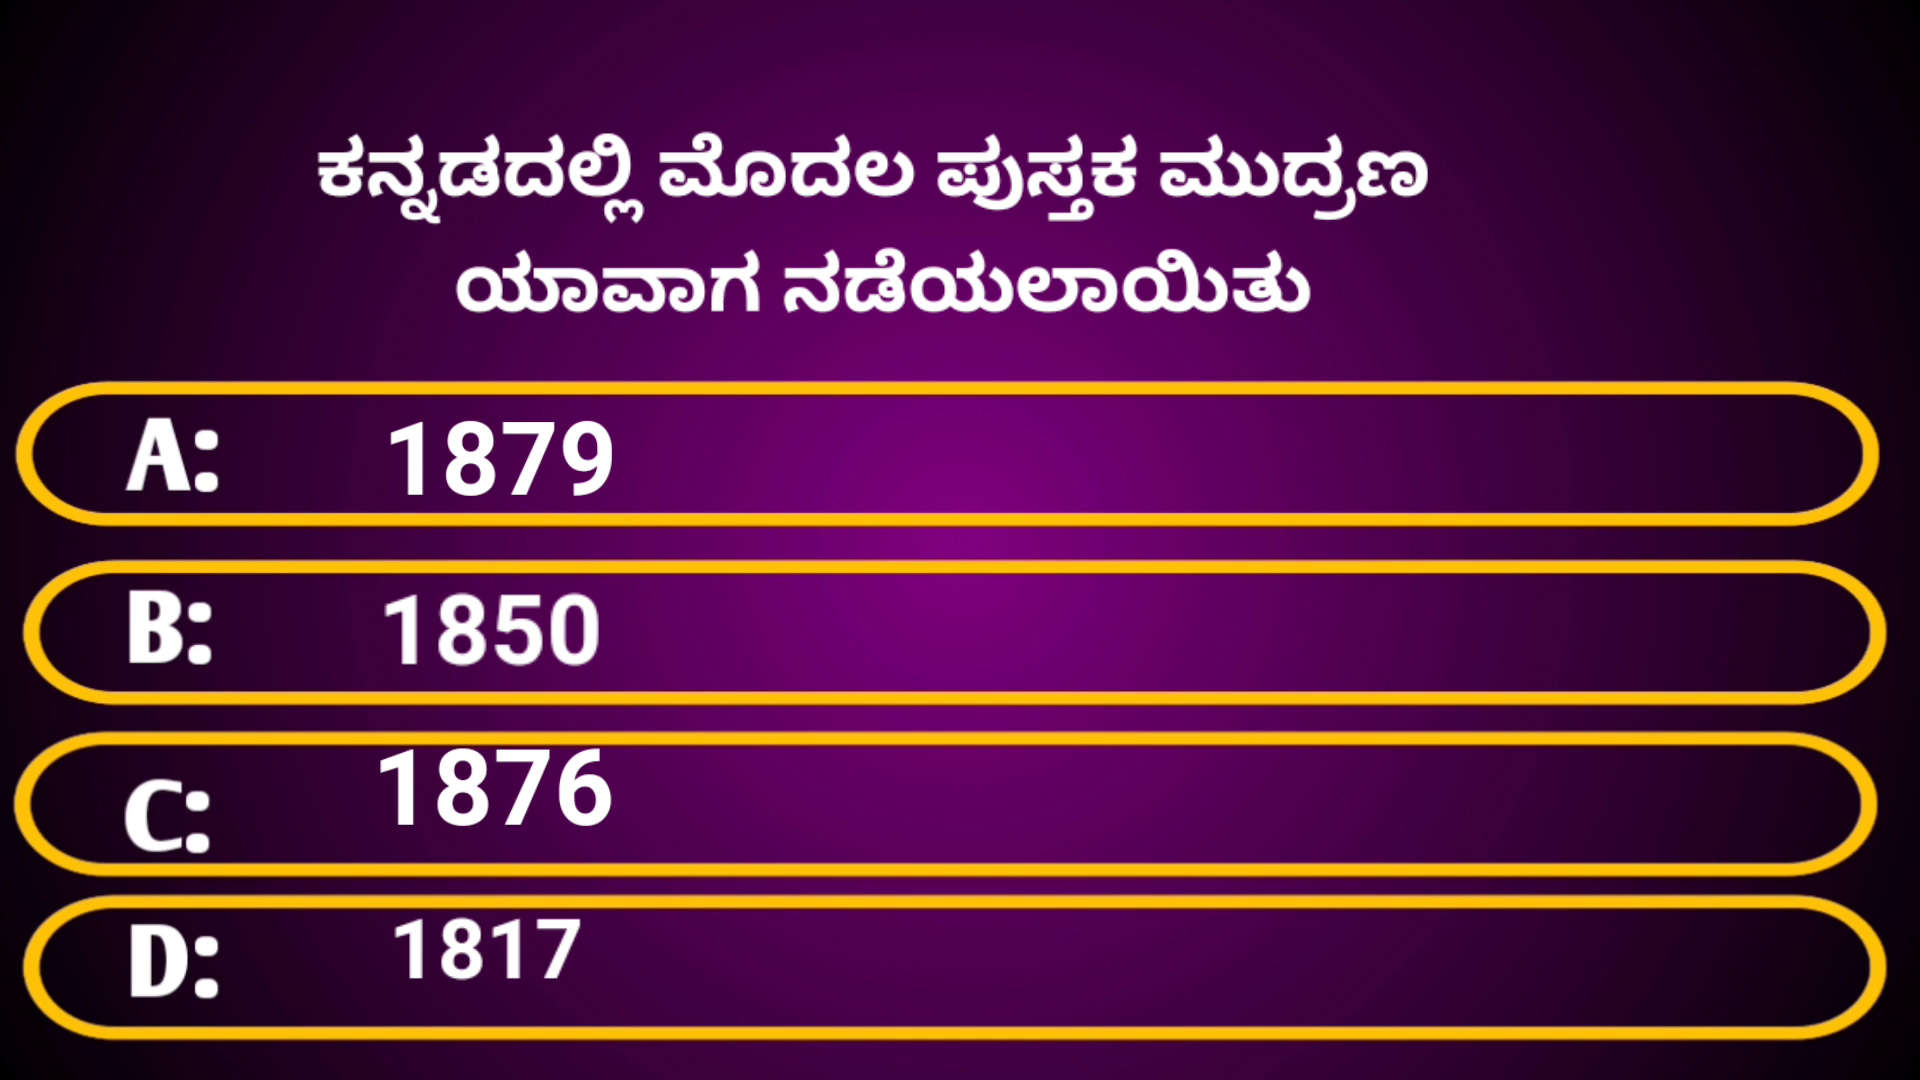 ಕನ್ನಡದಲ್ಲಿ ಮೊದಲ ಪುಸ್ತಕ ಮುದ್ರಣ
ಯಾವಾಗ ನಡೆಯಲಾಯಿತು
A: 1879
B: 1850
C: 1876
D: 1817